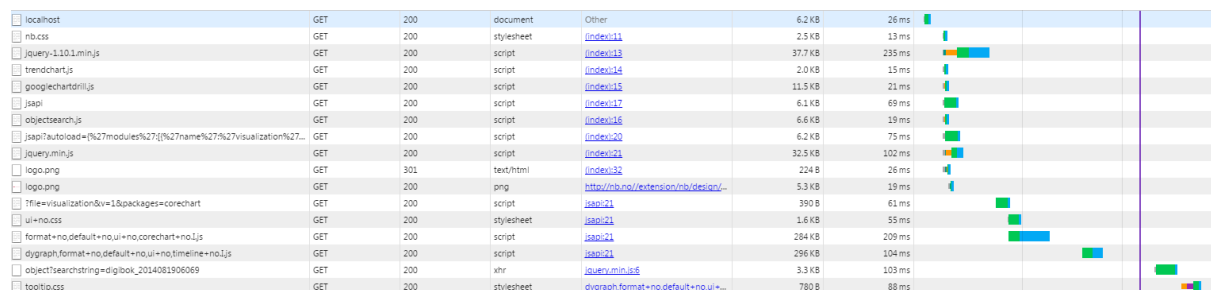 localhost GET 200 document Other 6.2 KB 26 ms
nb.css GET 200 stylesheet (index):11 2.5 KB 13 ms
jquery-1.10.1.min.js GET 200 script (index):13 37.7 KB 235 ms
trendchart.js GET 200 script (index):14 2.0 KB 15 ms
googlechartdrill.js GET 200 script (index):15 11.5 KB 21 ms
jsapi GET 200 script (index):17 6.1 KB 69 ms
objectsearch.js GET 200 script (index):16 6.6 KB 19 ms
jsapi?autoload={%27modules%27:[{%27name%27:%27visualization%27... GET 200 script (index):20 6.2 KB 75 ms
jquery.min.js GET 200 script (index):21 32.5 KB 102 ms
logo.png GET 301 text/html (index):32 224 B 26 ms
logo.png GET 200 png http://nb.no//extension/nb/design/... 5.3 KB 19 ms
?file=visualization&v=1&packages=corechart GET 200 script jsapi:21 390 B 61 ms
ui+no.css GET 200 stylesheet jsapi:21 1.6 KB 55 ms
format+no,default+no,ui+no,corechart+no.I.js GET 200 script jsapi:21 284 KB 209 ms
dygraph,format+no,default+no,ui+no,timeline+no.I.js GET 200 script jsapi:21 296 KB 104 ms
object?searchstring=digibok_2014081906069 GET 200 xhr jquery.min.js:6 3.3 KB 103 ms
tooltip.css GET 200 stylesheet dygraph,format+no,default+no,ui+... 780 B 88 ms